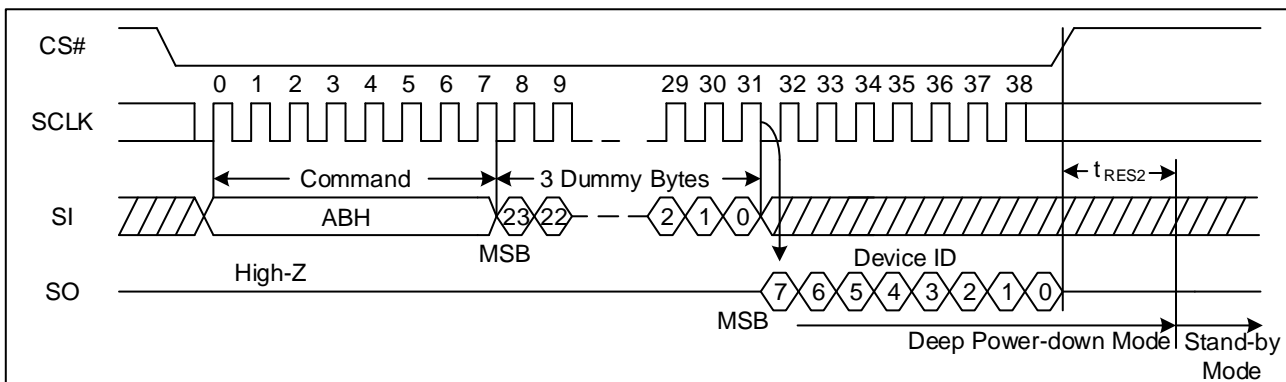 CS#
0 1 2 3 4 5 6 7 8 9 29 30 31 32 33 34 35 36 37 38
SCLK
Command 3 Dummy Bytes tRES2
SI ABH 23 22 2 1 0
MSB
High-Z Device ID
SO 7 6 5 4 3 2 1 0
MSB
Deep Power-down Mode Stand-by
Mode